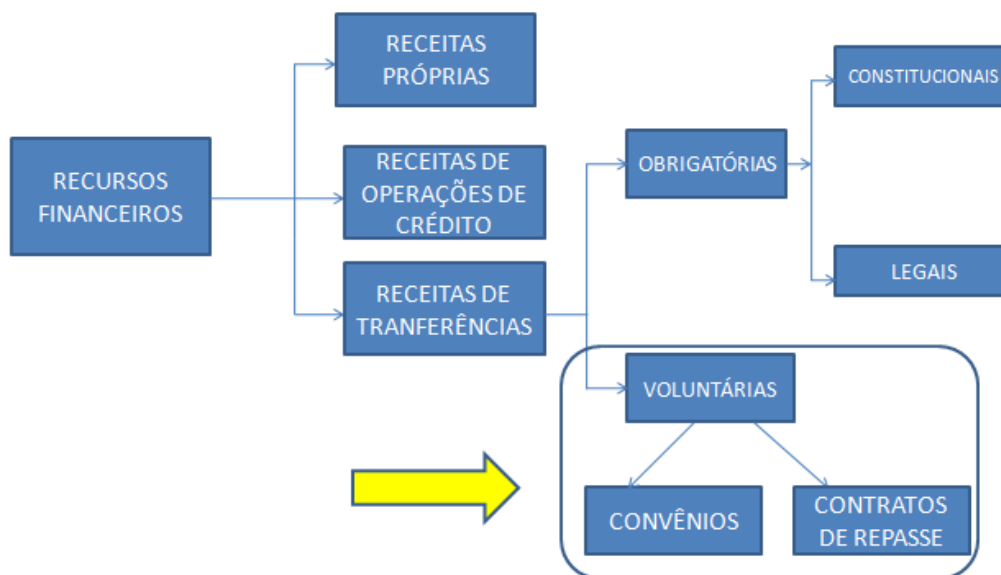 RECEITAS
PRÓPRIAS
CONSTITUCIONAIS
RECURSOS
FINANCEIROS
RECEITAS DE
OPERAÇÕES DE
CRÉDITO
OBRIGATÓRIAS
RECEITAS DE
TRANFERÊNCIAS
LEGAIS
VOLUNTÁRIAS
CONVÊNIOS
CONTRATOS
DE REPASSE